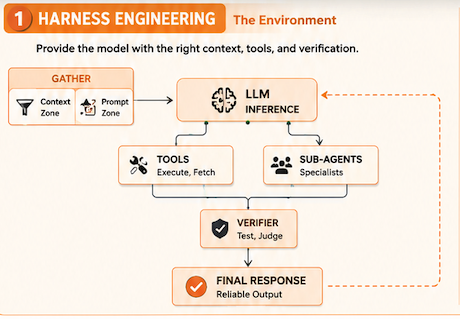 1 HARNESS ENGINEERING The Environment
Provide the model with the right context, tools, and verification.
GATHER
Context Zone
Prompt Zone
LLM
INFERENCE
TOOLS
Execute, Fetch
SUB-AGENTS
Specialists
VERIFIER
Test, Judge
FINAL RESPONSE
Reliable Output